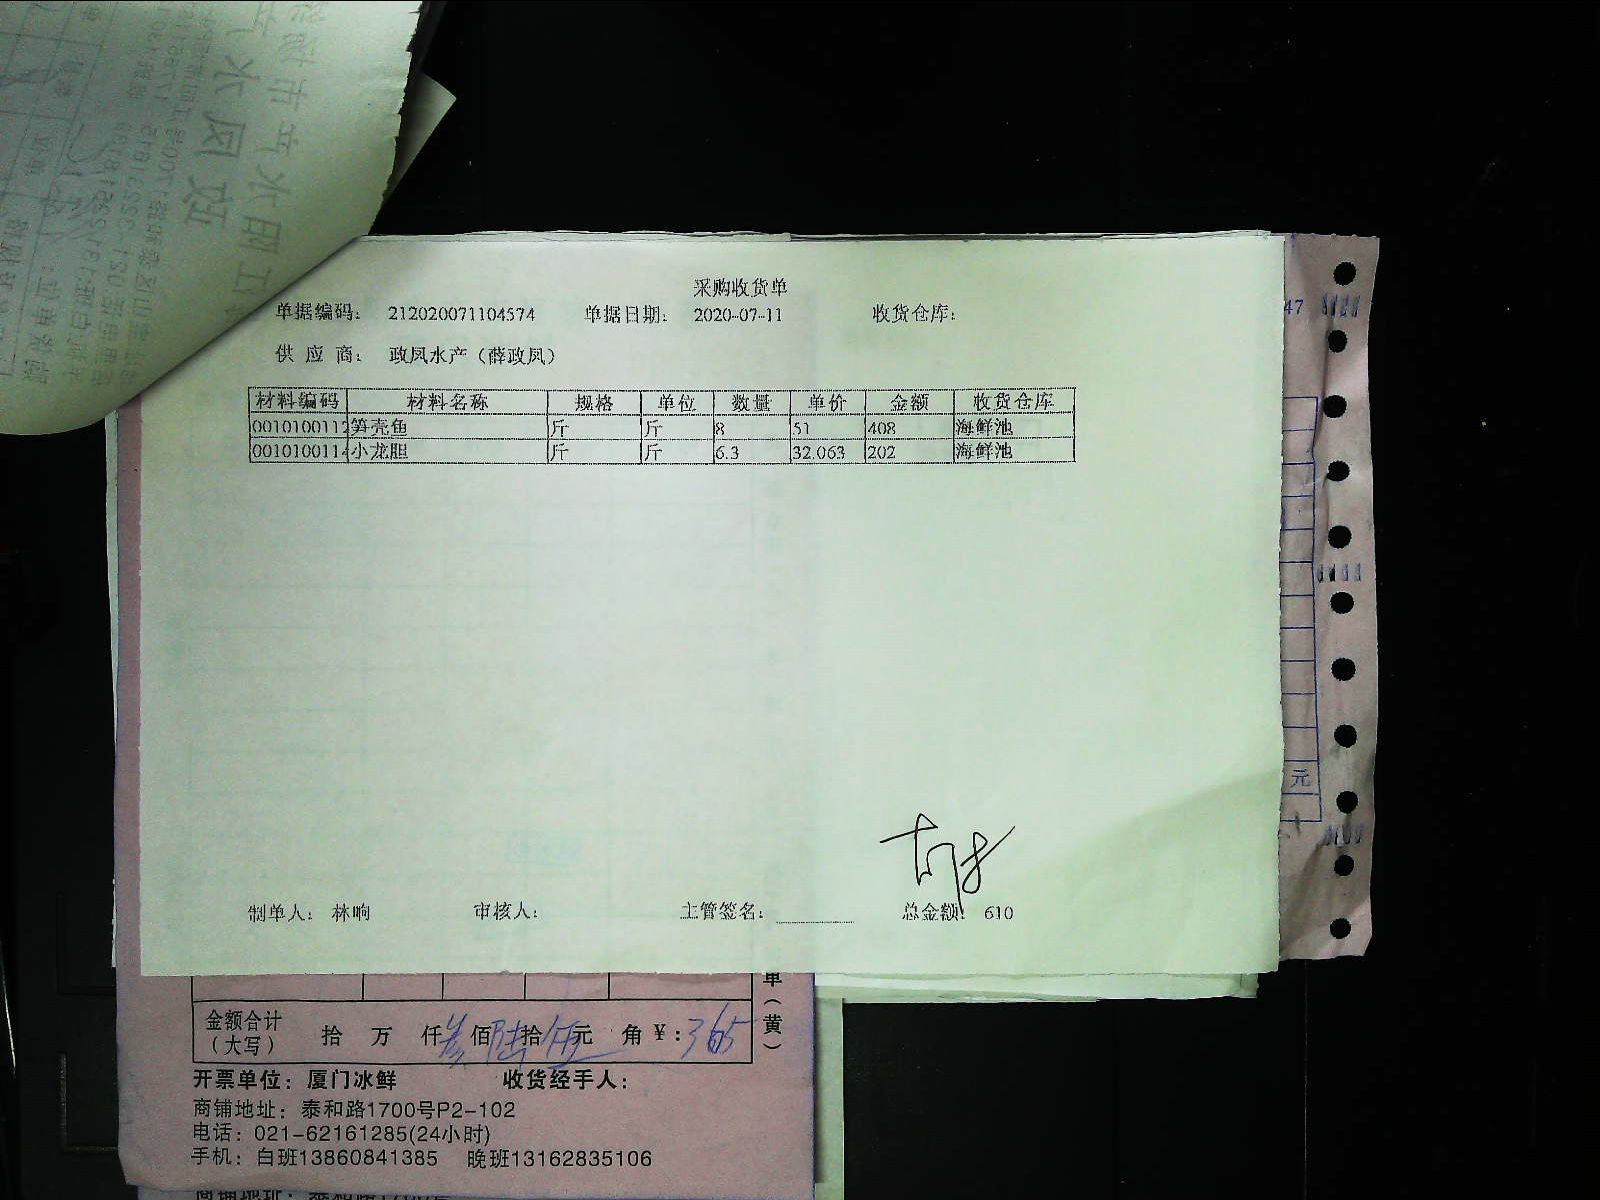 采购收货单
单据编码: 212020071104574 单据日期: 2020-07-11 收货仓库:
供 应 商: 政凤水产（薛政凤）
材料编码 材料名称 规格 单位 数量 单价 金额 收货仓库
0010100112 笋壳鱼 斤 斤 8 51 408 海鲜池
001010011 小龙胆 斤 斤 6.3 32.063 202 海鲜池
制单人: 林响 审核人: 主管签名: 总金额: 610
47
元
单（黄）
金额合计（大写） 拾 万 仟 叁 佰 陆 拾 伍 元 角 ¥: 365
开票单位: 厦门冰鲜 收货经手人:
商铺地址: 泰和路1700号P2-102
电话: 021-62161285(24小时)
手机: 白班13860841385 晚班13162835106